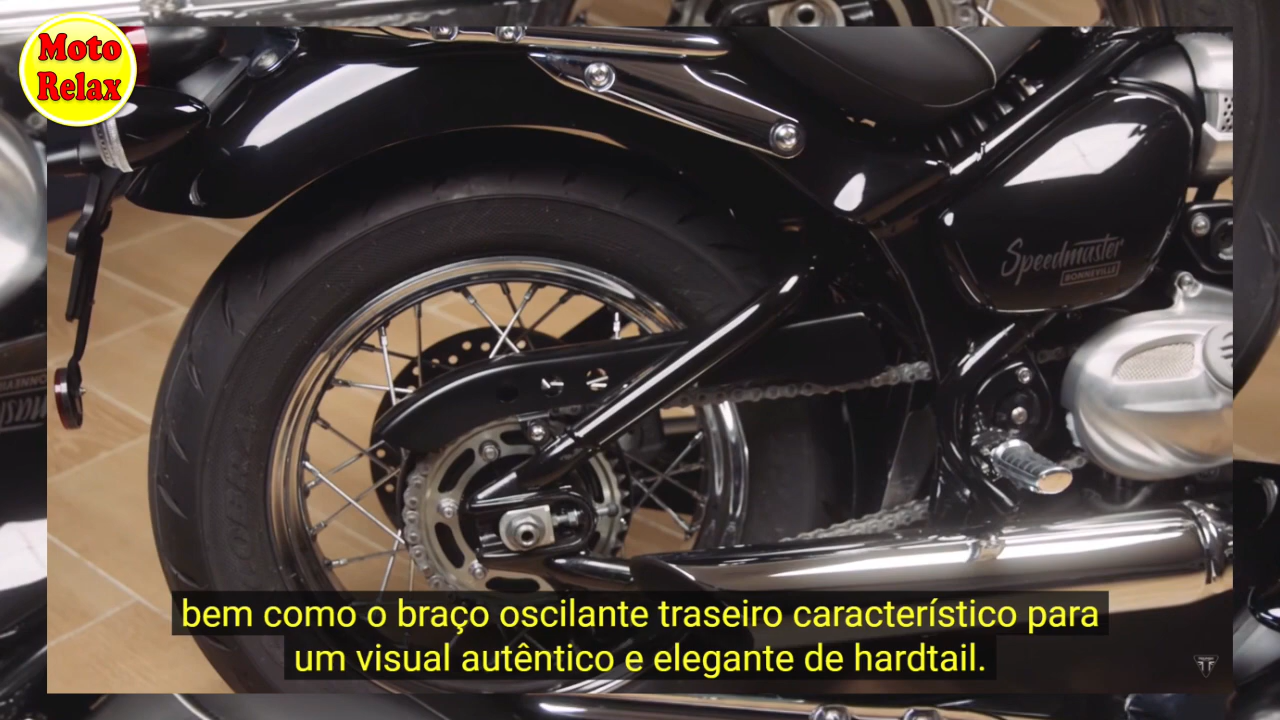 Moto
Relax
Speedmaster
BONNEVILLE
bem como o braço oscilante traseiro característico para
um visual autêntico e elegante de hardtail.